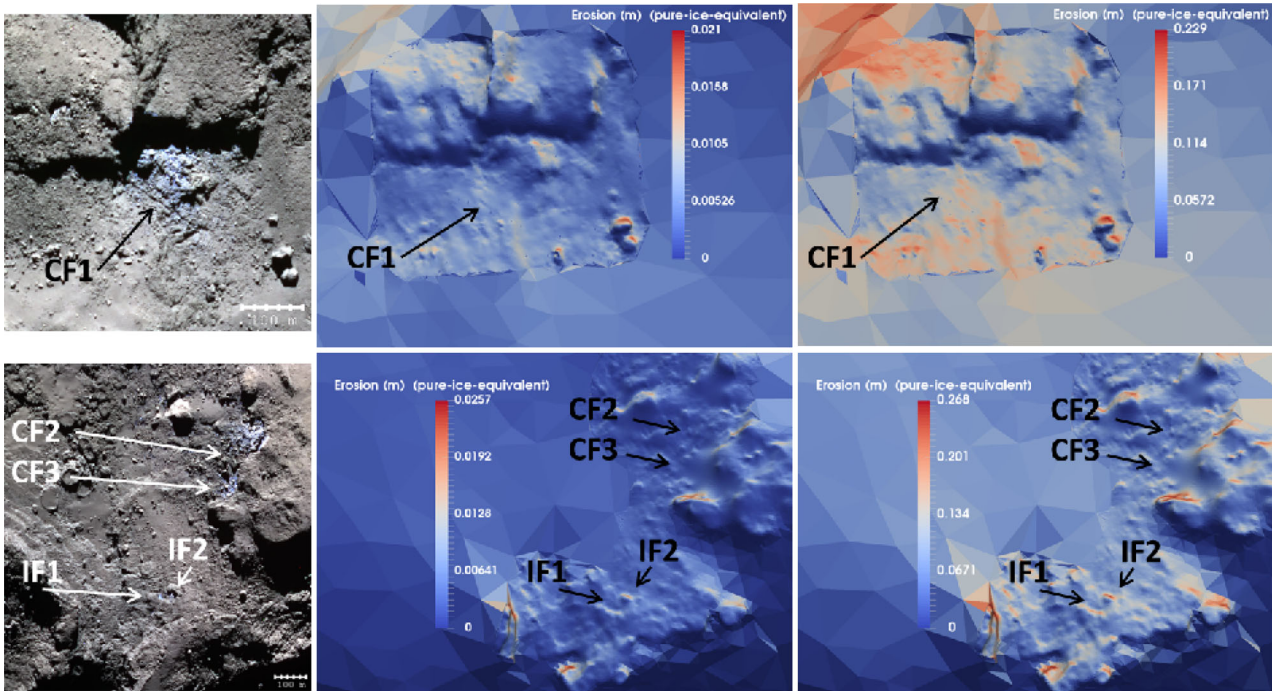 CF1
100 m
Erosion (m) (pure-ice-equivalent)
0.021
0.0158
0.0105
0.00526
0
CF1
Erosion (m) (pure-ice-equivalent)
0.229
0.171
0.114
0.0572
0
CF1
CF2
CF3
IF2
IF1
100 m
Erosion (m) (pure-ice-equivalent)
0.0257
0.0192
0.0128
0.00641
0
CF2
CF3
IF2
IF1
Erosion (m) (pure-ice-equivalent)
0.268
0.201
0.134
0.0671
0
CF2
CF3
IF2
IF1